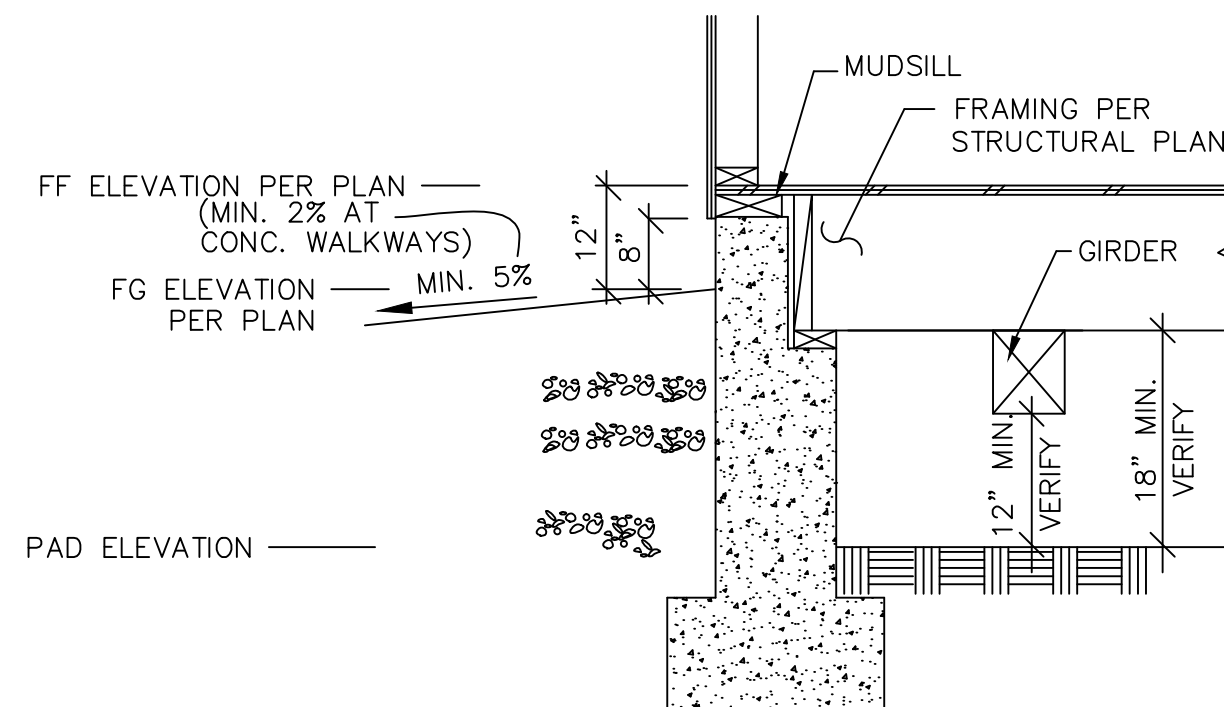 MUDSILL
FRAMING PER
STRUCTURAL PLAN
FF ELEVATION PER PLAN
(MIN. 2% AT
CONC. WALKWAYS)
12"
8"
MIN. 5%
FG ELEVATION
PER PLAN
GIRDER
12" MIN.
VERIFY
18" MIN.
VERIFY
PAD ELEVATION